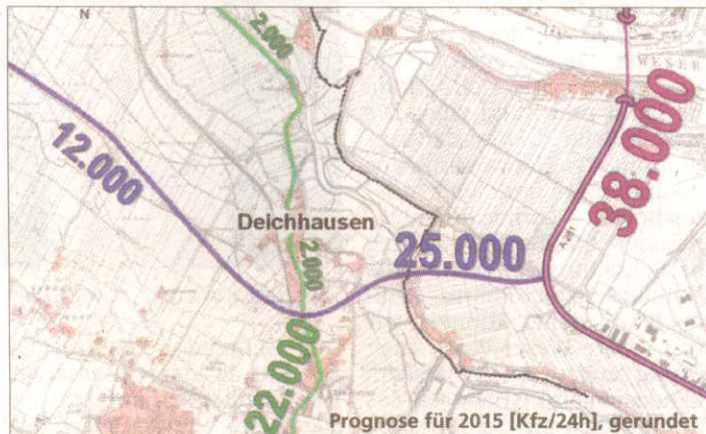 N
2.000
WESER
12.000
38.000
Deichhausen
2.000
25.000
A 281
22.000
Prognose für 2015 [Kfz/24h], gerundet